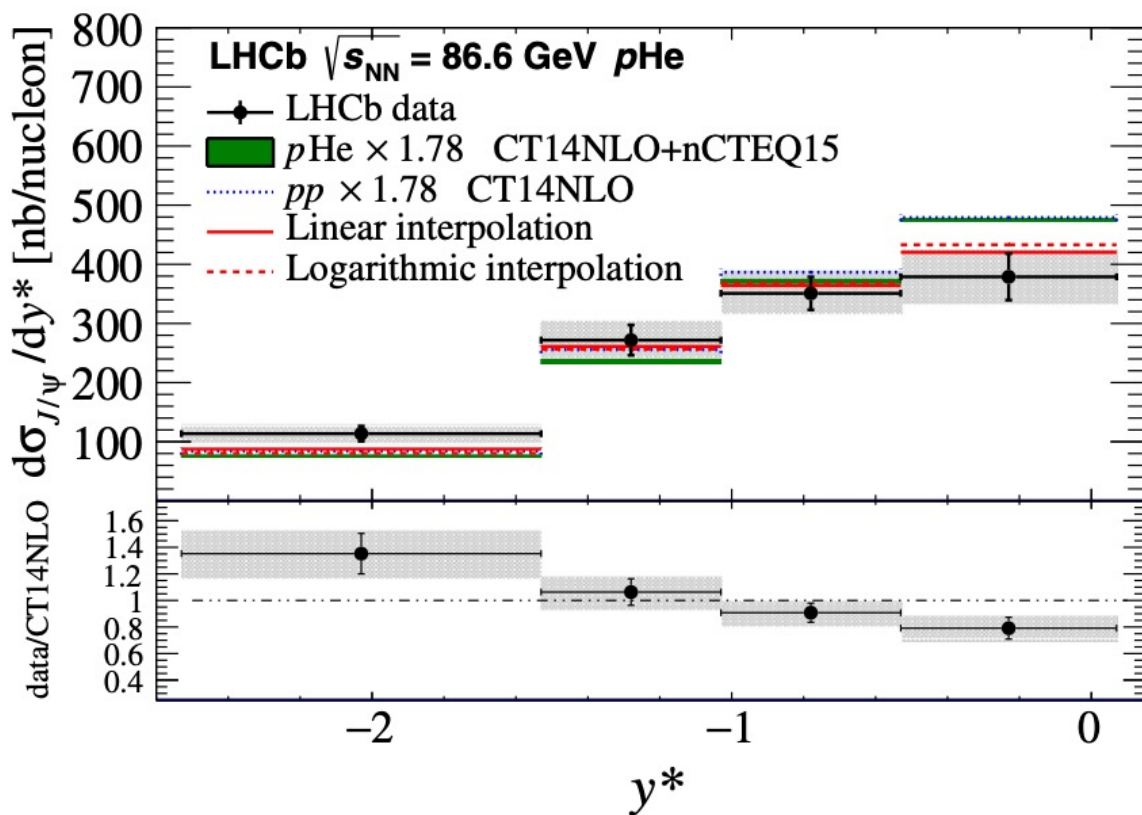 800
700
600
500
400
300
200
100
dσJ/ψ/dy* [nb/nucleon]
LHCb √sNN = 86.6 GeV pHe
LHCb data
pHe × 1.78 CT14NLO+nCTEQ15
pp × 1.78 CT14NLO
Linear interpolation
Logarithmic interpolation
data/CT14NLO
1.6
1.4
1.2
1
0.8
0.6
0.4
−2 −1 0
y*